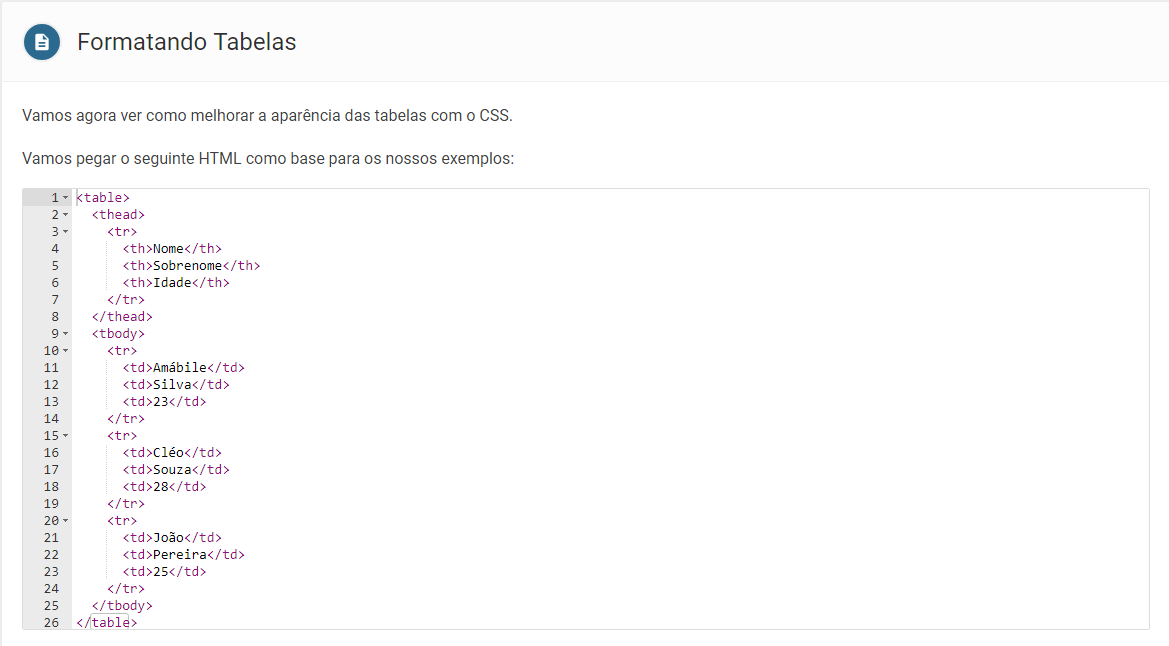 Formatando Tabelas
Vamos agora ver como melhorar a aparência das tabelas com o CSS.
Vamos pegar o seguinte HTML como base para os nossos exemplos:
1 <table>
2   <thead>
3     <tr>
4       <th>Nome</th>
5       <th>Sobrenome</th>
6       <th>Idade</th>
7     </tr>
8   </thead>
9   <tbody>
10     <tr>
11       <td>Amábile</td>
12       <td>Silva</td>
13       <td>23</td>
14     </tr>
15     <tr>
16       <td>Cléo</td>
17       <td>Souza</td>
18       <td>28</td>
19     </tr>
20     <tr>
21       <td>João</td>
22       <td>Pereira</td>
23       <td>25</td>
24     </tr>
25   </tbody>
26 </table>